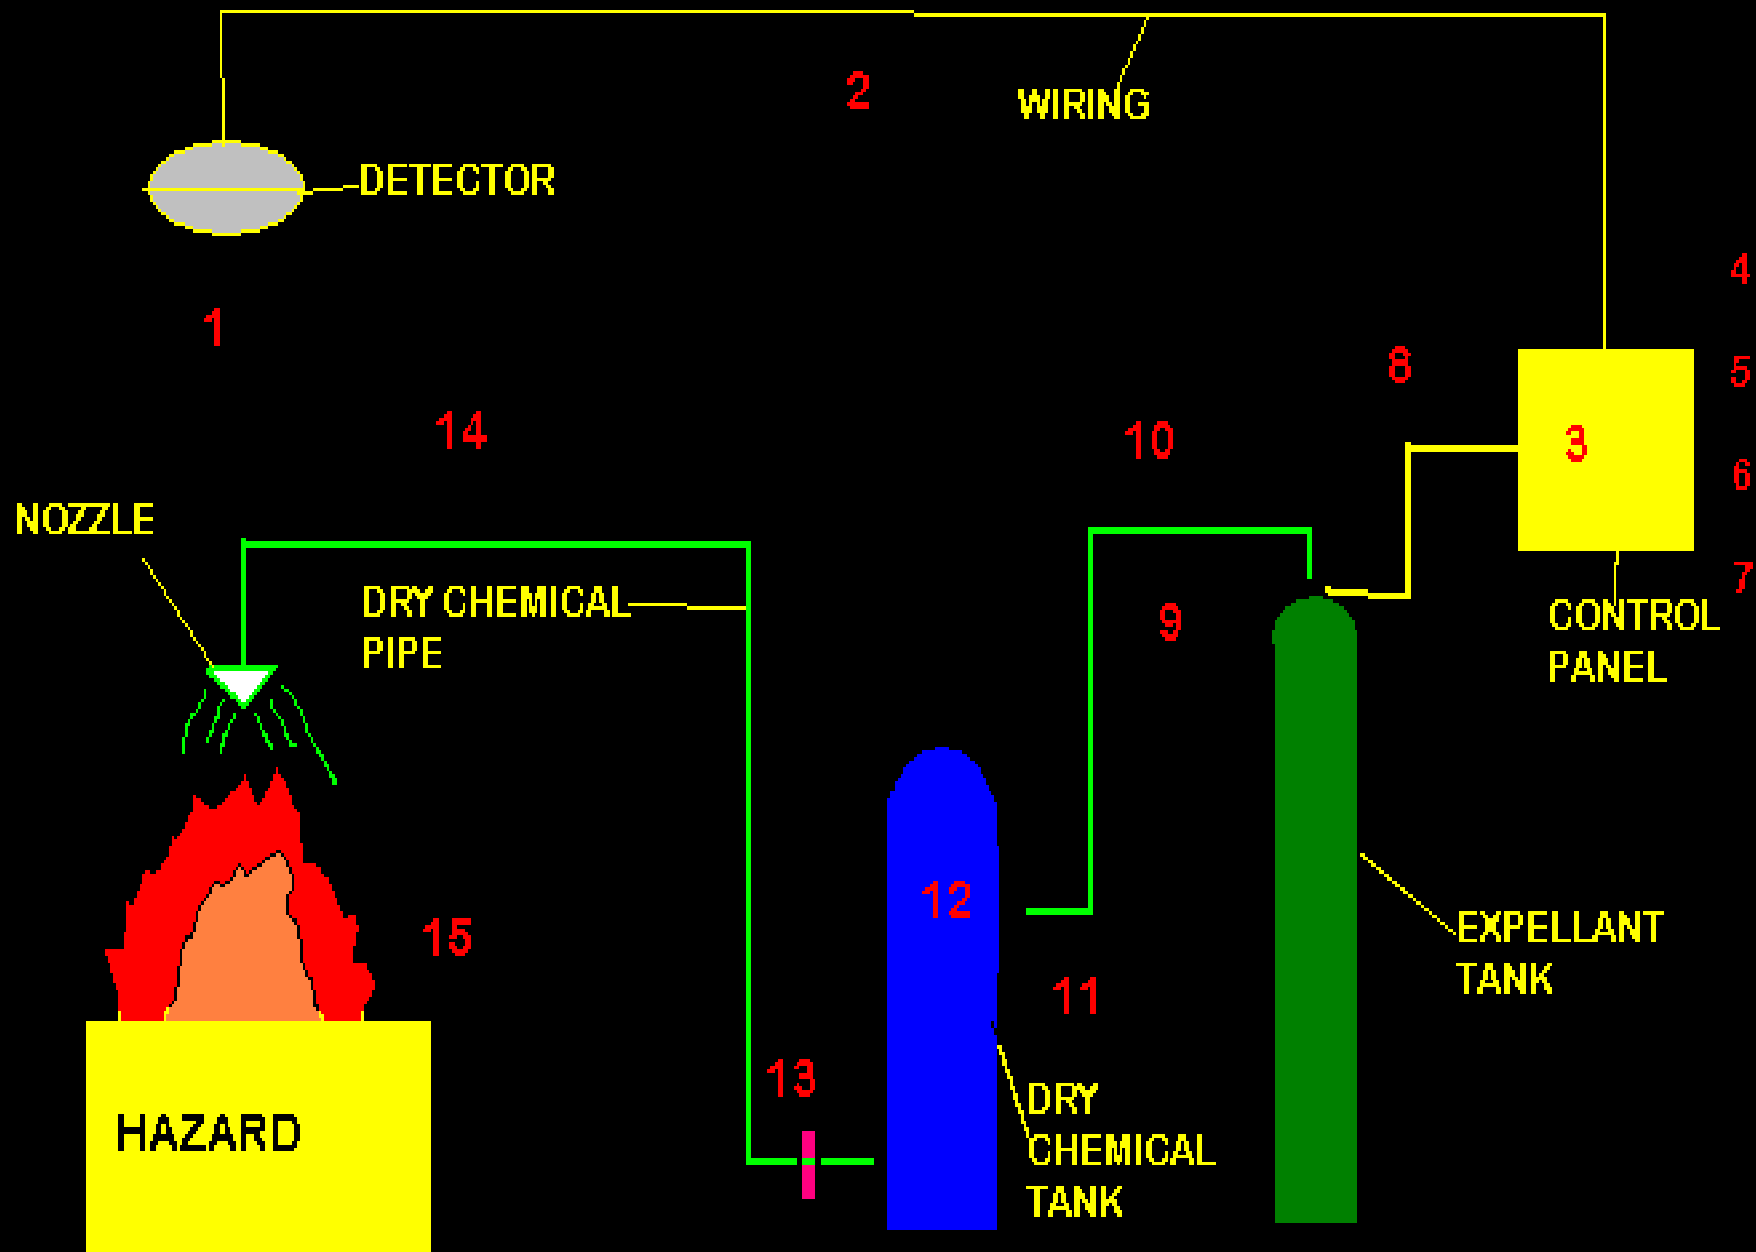 2
WIRING
DETECTOR
4
1
8
5
14
10
3
6
NOZZLE
7
DRY CHEMICAL
PIPE
9
CONTROL
PANEL
12
15
EXPELLANT
TANK
11
13
DRY
CHEMICAL
TANK
HAZARD